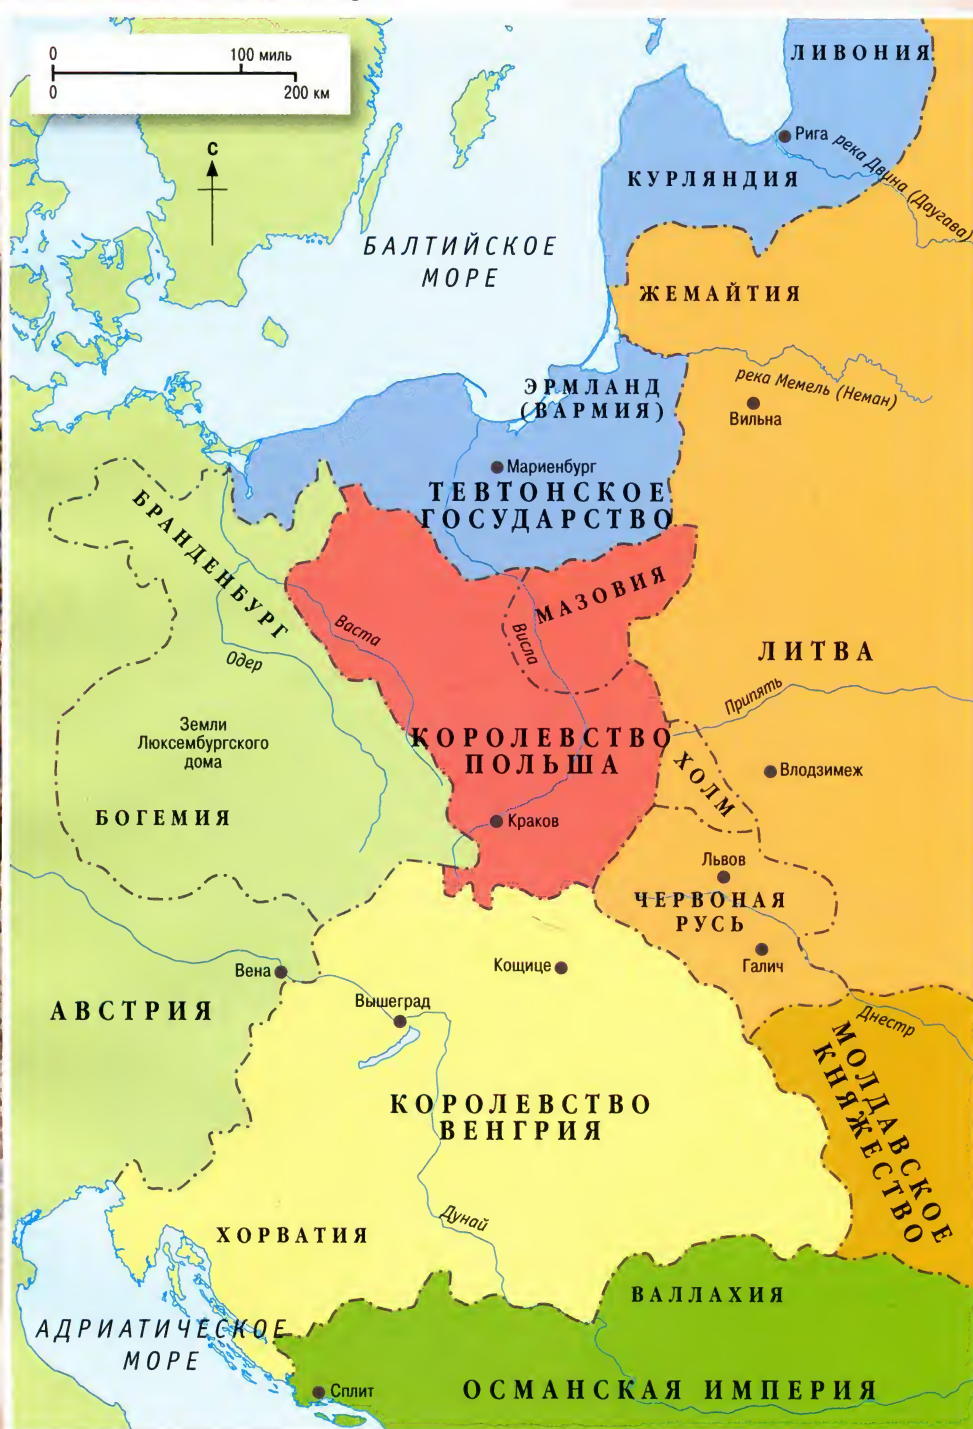 0 100 миль
0 200 км
С
ЛИВОНИЯ
Рига
река Двина (Даугава)
КУРЛЯНДИЯ
БАЛТИЙСКОЕ
МОРЕ
ЖЕМАЙТИЯ
река Мемель (Неман)
Вильна
ЭРМЛАНД
(ВАРМИЯ)
Мариенбург
ТЕВТОНСКОЕ
ГОСУДАРСТВО
БРАНДЕНБУРГ
МАЗОВИЯ
Васта
Висла
Одер
ЛИТВА
Припять
Земли
Люксембургского
дома
КОРОЛЕВСТВО
ПОЛЬША
ХОЛМ
Влодзимеж
БОГЕМИЯ
Краков
Львов
ЧЕРВОНАЯ
РУСЬ
Галич
Вена
Кощице
Вышеград
АВСТРИЯ
Днестр
МОЛДАВСКОЕ
КНЯЖЕСТВО
КОРОЛЕВСТВО
ВЕНГРИЯ
Дунай
ХОРВАТИЯ
ВАЛЛАХИЯ
АДРИАТИЧЕСКОЕ
МОРЕ
Сплит
ОСМАНСКАЯ ИМПЕРИЯ